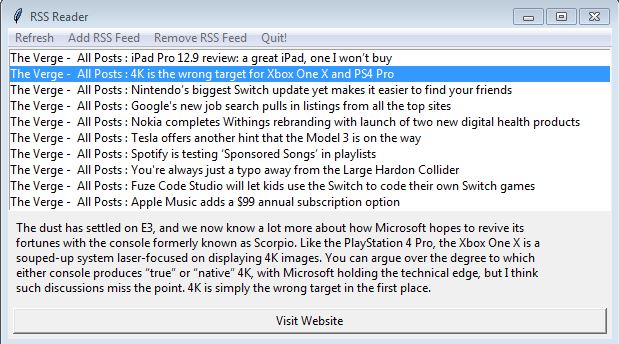 RSS Reader
Refresh Add RSS Feed Remove RSS Feed Quit!
The Verge - All Posts : iPad Pro 12.9 review: a great iPad, one I won't buy
The Verge - All Posts : 4K is the wrong target for Xbox One X and PS4 Pro
The Verge - All Posts : Nintendo's biggest Switch update yet makes it easier to find your friends
The Verge - All Posts : Google's new job search pulls in listings from all the top sites
The Verge - All Posts : Nokia completes Withings rebranding with launch of two new digital health products
The Verge - All Posts : Tesla offers another hint that the Model 3 is on the way
The Verge - All Posts : Spotify is testing ‘Sponsored Songs’ in playlists
The Verge - All Posts : You're always just a typo away from the Large Hardon Collider
The Verge - All Posts : Fuze Code Studio will let kids use the Switch to code their own Switch games
The Verge - All Posts : Apple Music adds a $99 annual subscription option
The dust has settled on E3, and we now know a lot more about how Microsoft hopes to revive its
fortunes with the console formerly known as Scorpio. Like the PlayStation 4 Pro, the Xbox One X is a
souped-up system laser-focused on displaying 4K images. You can argue over the degree to which
either console produces “true” or “native” 4K, with Microsoft holding the technical edge, but I think
such discussions miss the point. 4K is simply the wrong target in the first place.
Visit Website